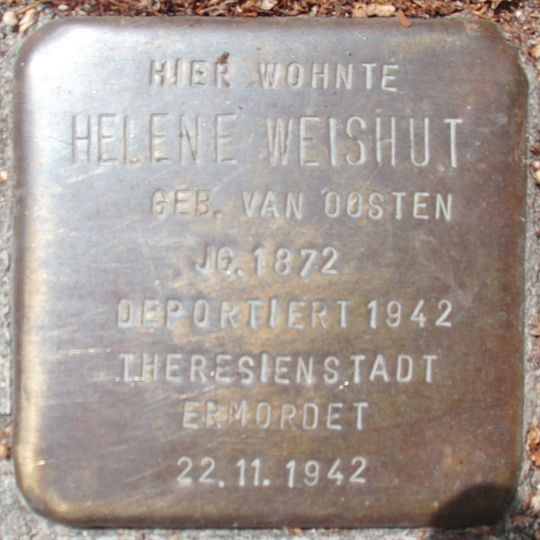 HIER WOHNTE
HELENE WEISHUT
GEB. VAN OOSTEN
JG. 1872
DEPORTIERT 1942
THERESIENSTADT
ERMORDET
22.11.1942